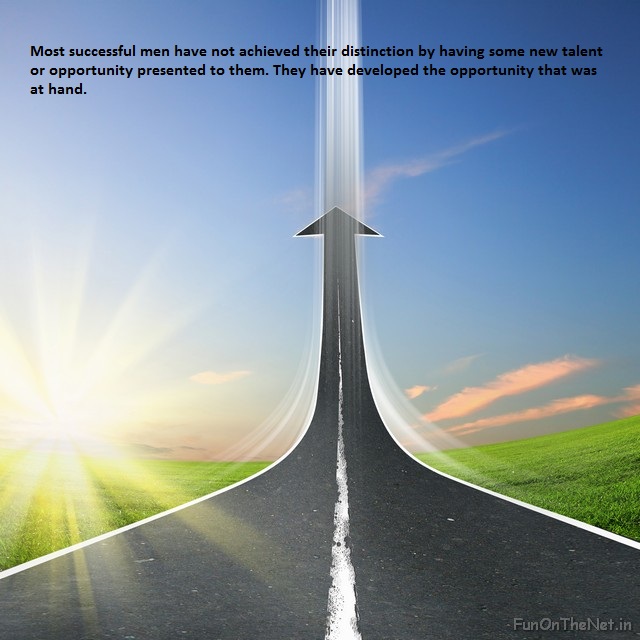 Most successful men have not achieved their distinction by having some new talent
or opportunity presented to them. They have developed the opportunity that was
at hand.
FunOnTheNet.in